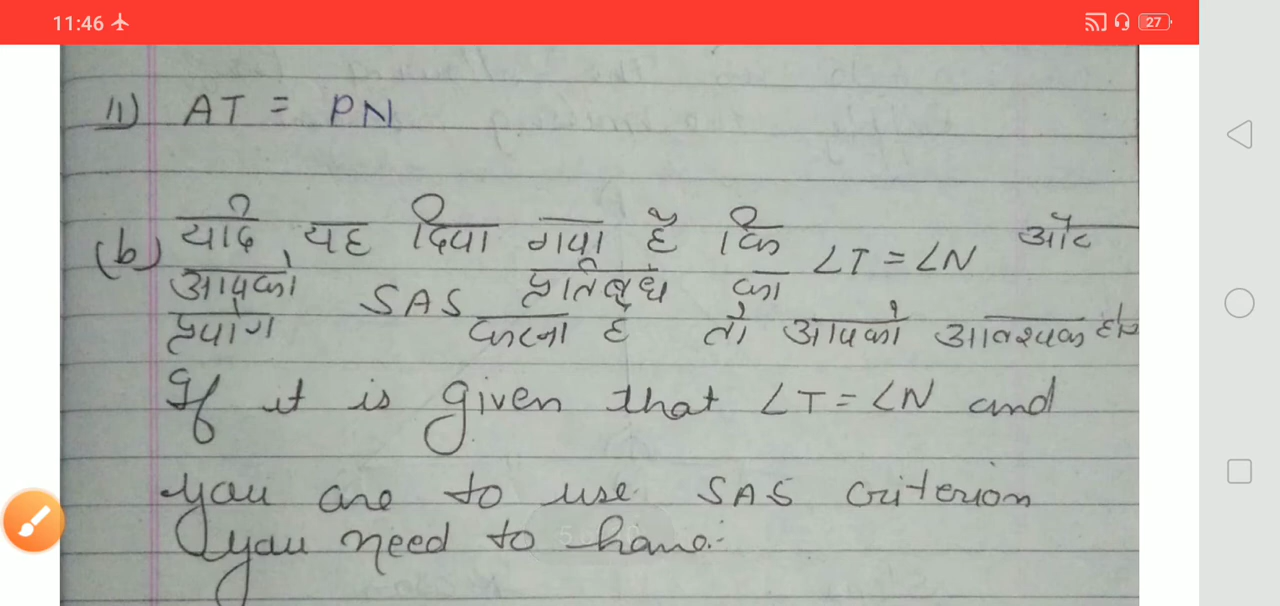 11:46
27
11) AT = PN
(b) यदि यह दिया गया है कि ∠T = ∠N और
आपको SAS प्रतिबंध का
प्रयोग करना है तो आपको आवश्यक
If it is given that ∠T = ∠N and
you are to use SAS criterion
you need to have:-